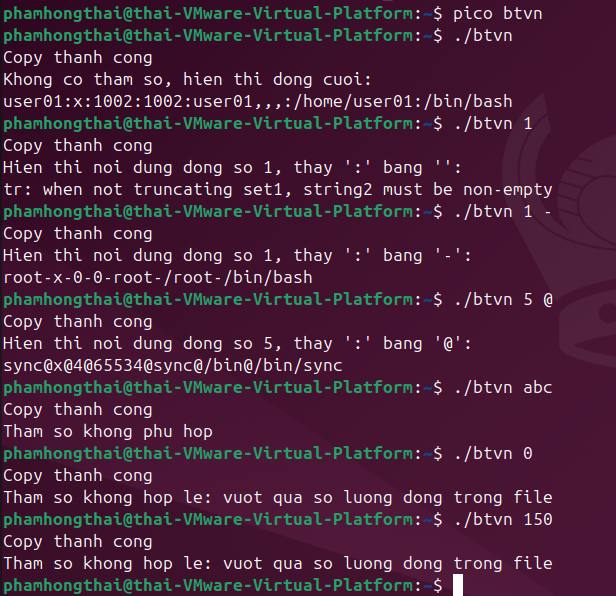 phamhongthai@thai-VMware-Virtual-Platform:~$ pico btvn
phamhongthai@thai-VMware-Virtual-Platform:~$ ./btvn
Copy thanh cong
Khong co tham so, hien thi dong cuoi:
user01:x:1002:1002:user01,,,:/home/user01:/bin/bash
phamhongthai@thai-VMware-Virtual-Platform:~$ ./btvn 1
Copy thanh cong
Hien thi noi dung dong so 1, thay ':' bang '':
tr: when not truncating set1, string2 must be non-empty
phamhongthai@thai-VMware-Virtual-Platform:~$ ./btvn 1 -
Copy thanh cong
Hien thi noi dung dong so 1, thay ':' bang '-':
root-x-0-0-root-/root-/bin/bash
phamhongthai@thai-VMware-Virtual-Platform:~$ ./btvn 5 @
Copy thanh cong
Hien thi noi dung dong so 5, thay ':' bang '@':
sync@x@4@65534@sync@/bin@/bin/sync
phamhongthai@thai-VMware-Virtual-Platform:~$ ./btvn abc
Copy thanh cong
Tham so khong phu hop
phamhongthai@thai-VMware-Virtual-Platform:~$ ./btvn 0
Copy thanh cong
Tham so khong hop le: vuot qua so luong dong trong file
phamhongthai@thai-VMware-Virtual-Platform:~$ ./btvn 150
Copy thanh cong
Tham so khong hop le: vuot qua so luong dong trong file
phamhongthai@thai-VMware-Virtual-Platform:~$